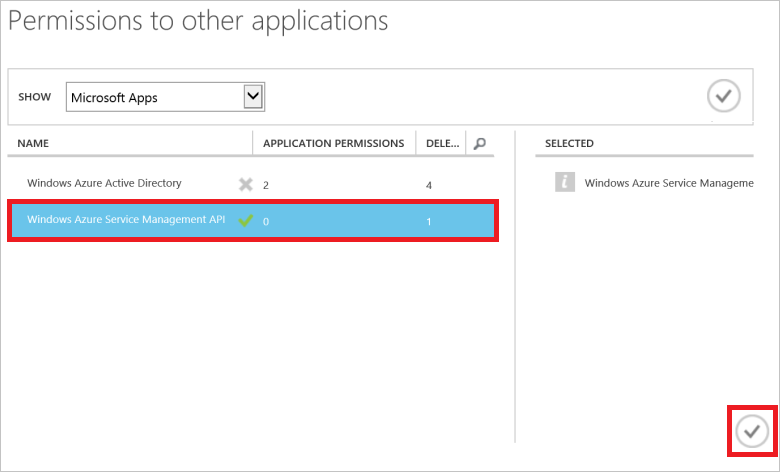 Permissions to other applications
SHOW Microsoft Apps
NAME APPLICATION PERMISSIONS DELE... SELECTED
Windows Azure Active Directory 2 4 Windows Azure Service Manageme
Windows Azure Service Management API 0 1